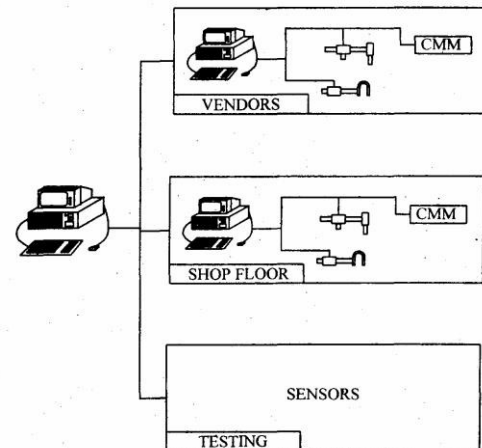 CMM
VENDORS
CMM
SHOP FLOOR
SENSORS
TESTING